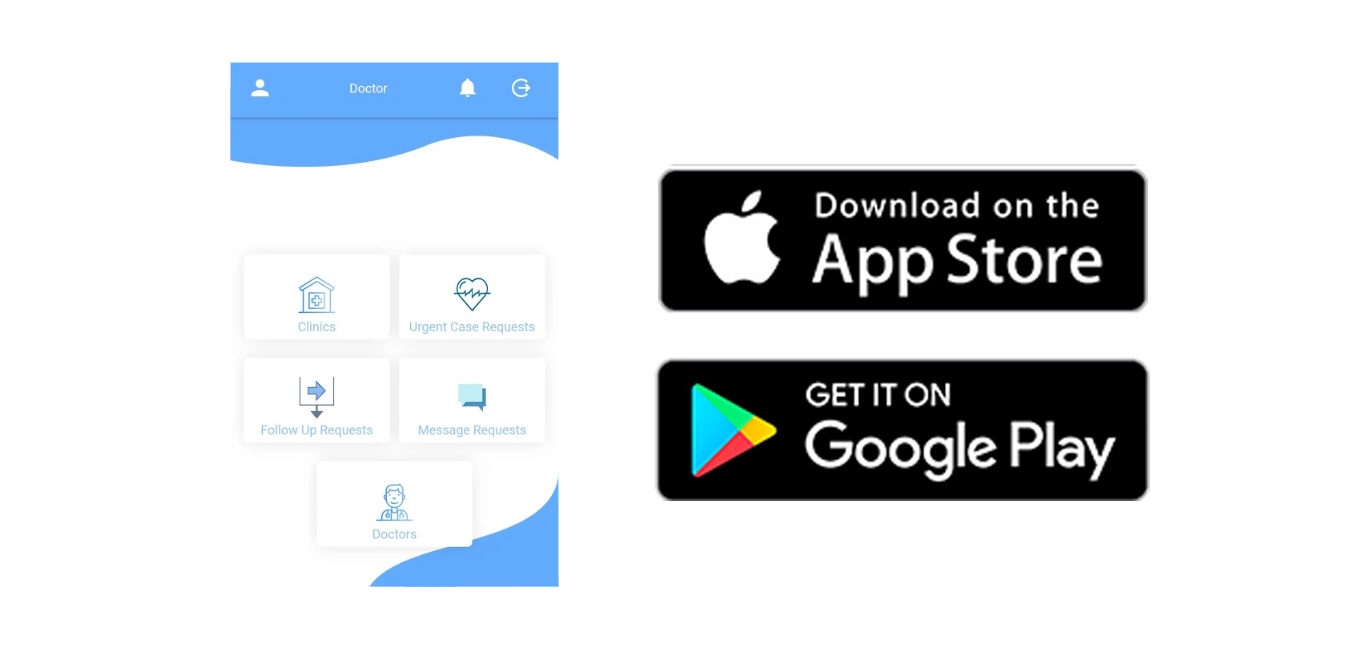 Doctor
Clinics
Urgent Case Requests
Follow Up Requests
Message Requests
Doctors
Download on the
App Store
GET IT ON
Google Play